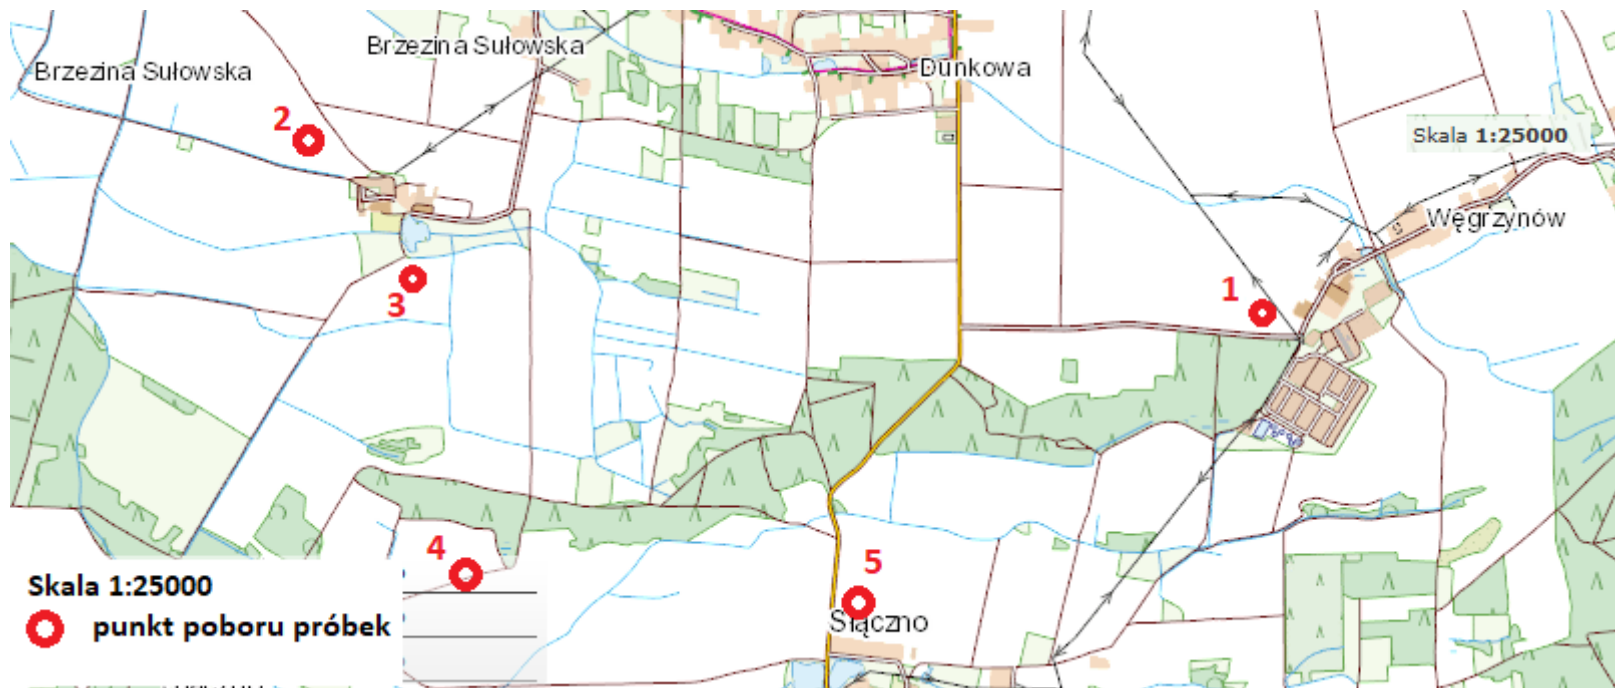 Brzezina Sułowska
Brzezina Sułowska
Dunkowa
2
Skala 1:25000
Węgrzynów
3
1
4
5
Skala 1:25000
punkt poboru próbek
Słączno